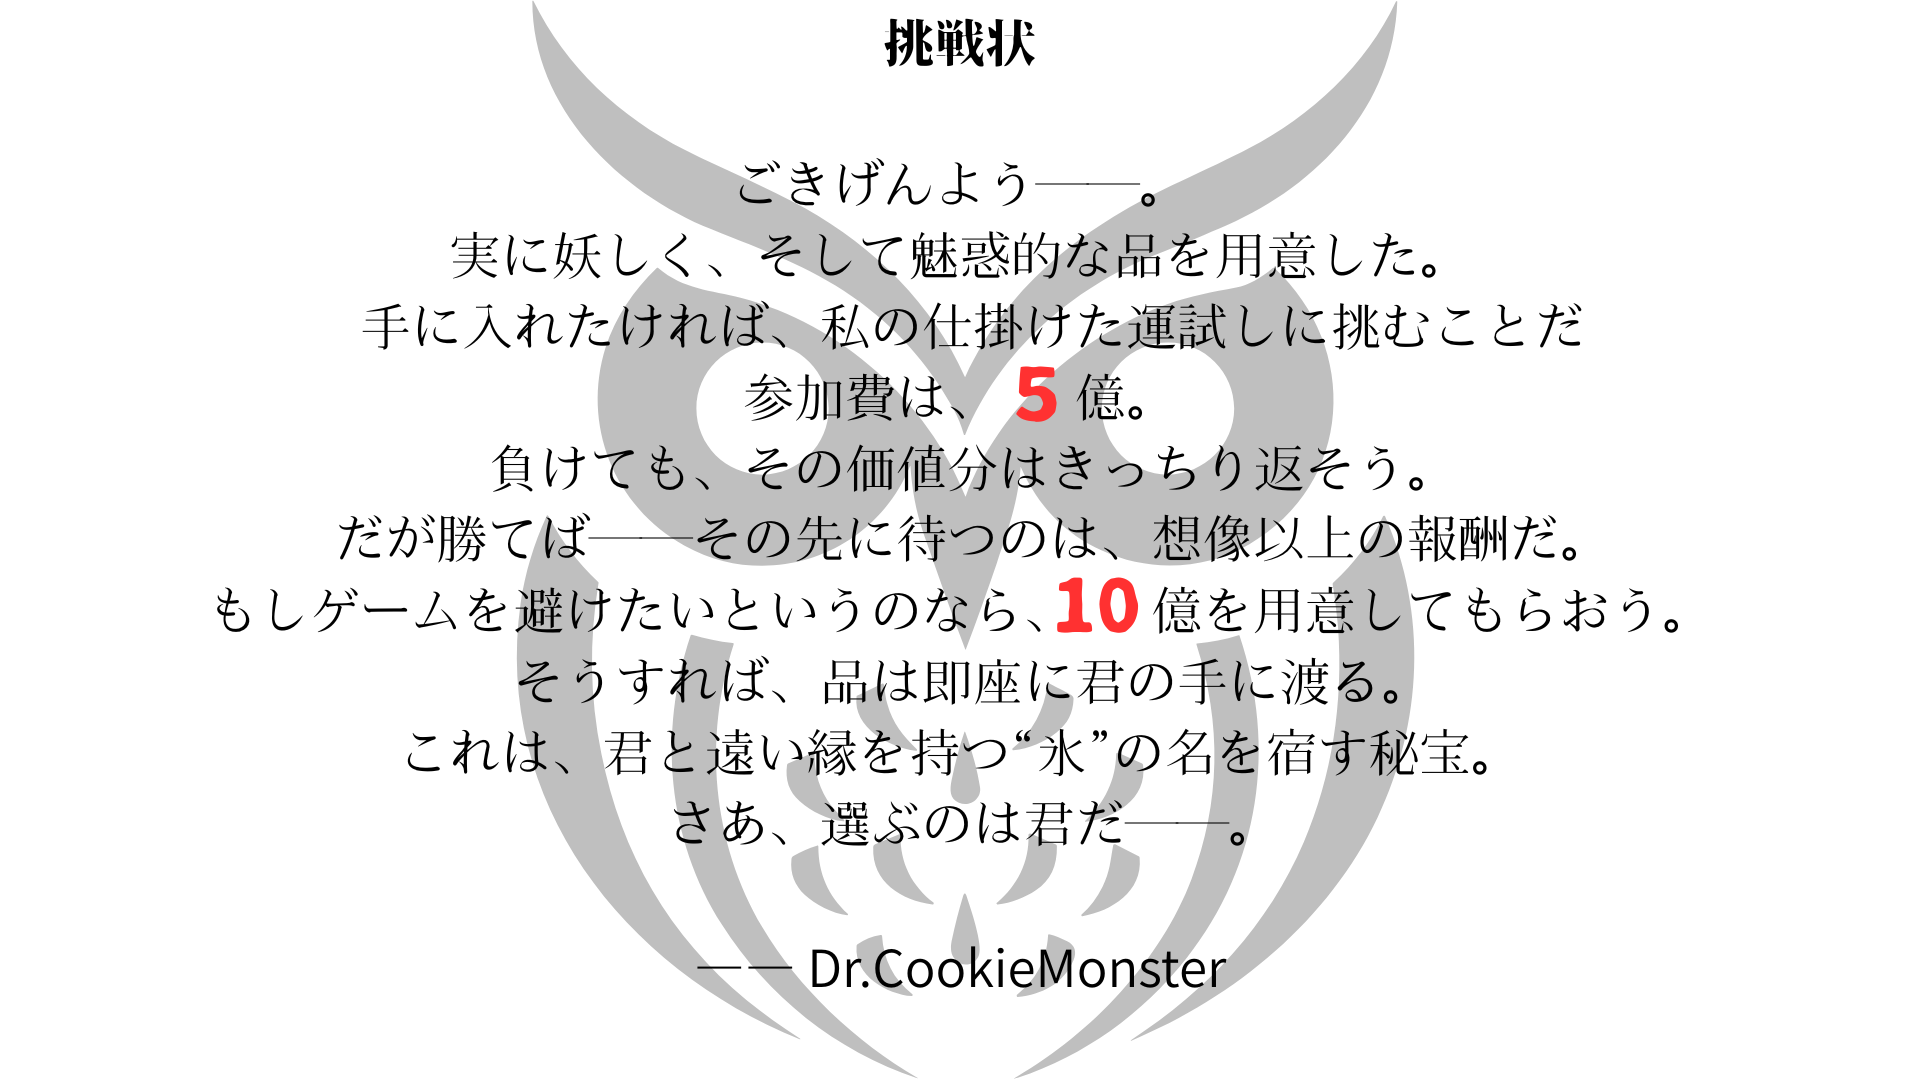 挑戦状
ごきげんよう───。
実に妖しく、そして魅惑的な品を用意した。
手に入れたければ、私の仕掛けた運試しに挑むことだ
参加費は、 5 億。
負けても、その価値分はきっちり返そう。
だが勝てば───その先に待つのは、想像以上の報酬だ。
もしゲームを避けたいというのなら、10 億を用意してもらおう。
そうすれば、品は即座に君の手に渡る。
これは、君と遠い縁を持つ“氷”の名を宿す秘宝。
さあ、選ぶのは君だ───。
―― Dr.CookieMonster